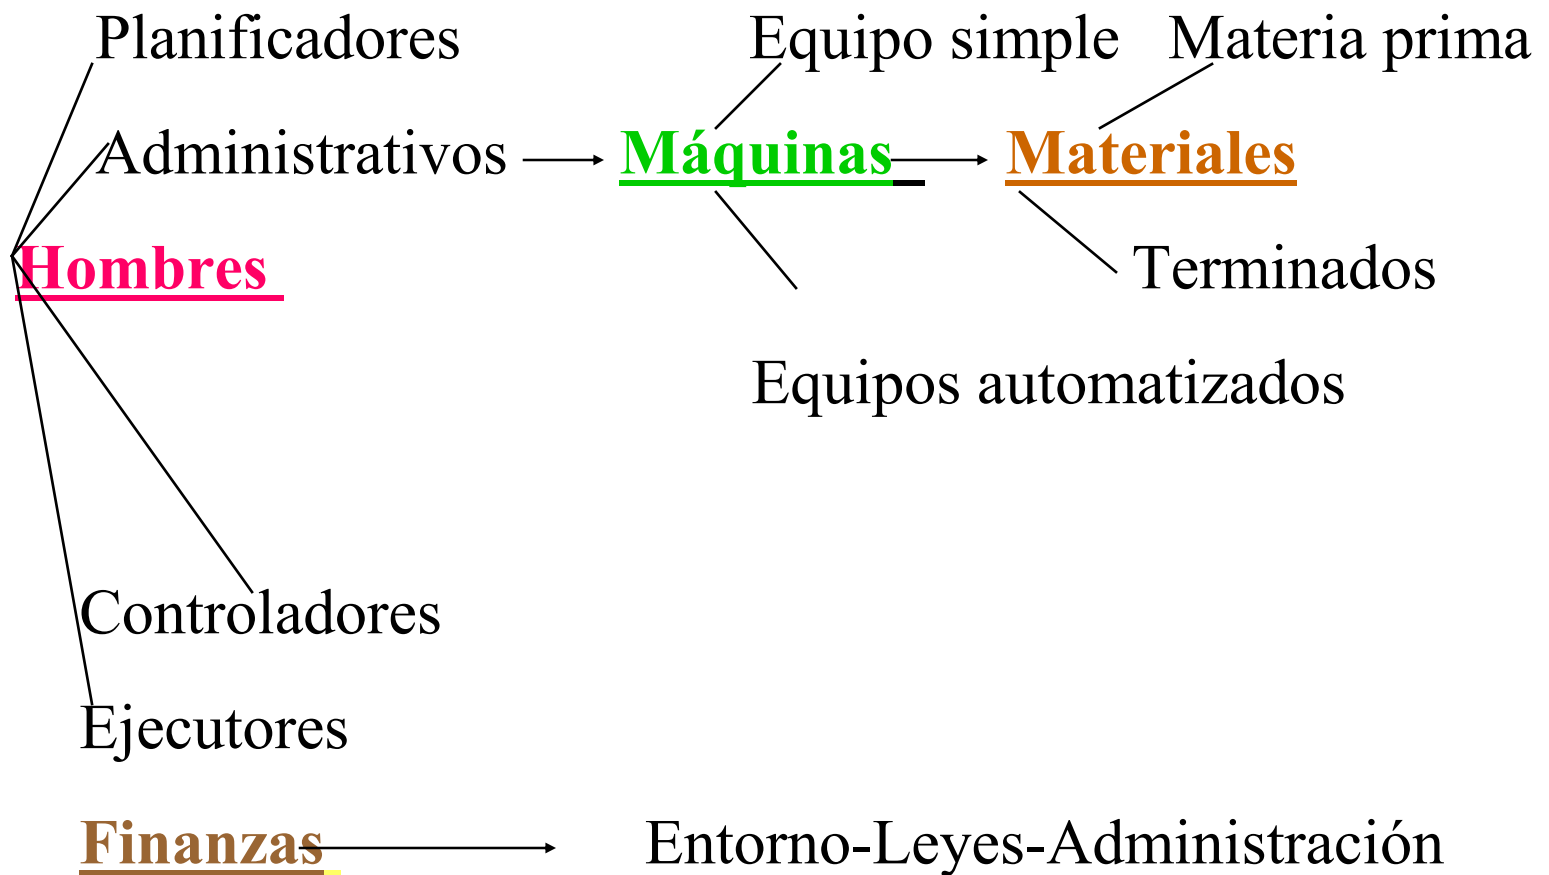 Planificadores Equipo simple Materia prima
Administrativos Máquinas Materiales
Hombres Terminados
Equipos automatizados
Controladores
Ejecutores
Finanzas Entorno-Leyes-Administración